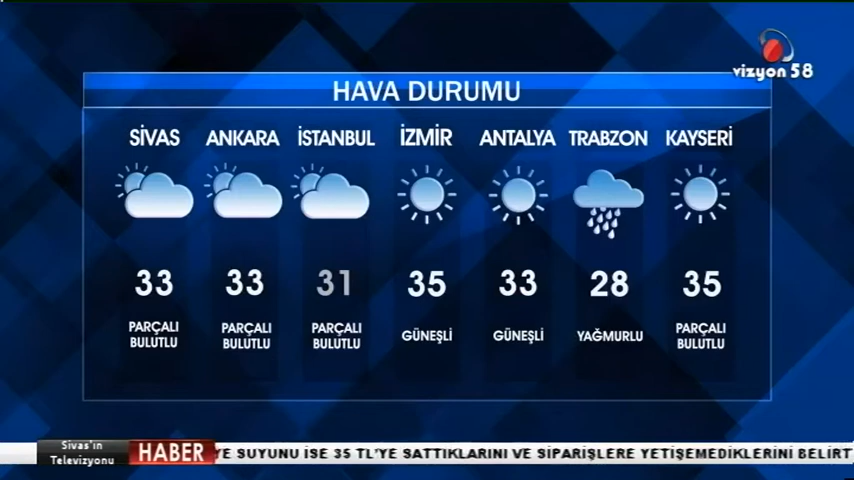 vizyon 58
HAVA DURUMU
SİVAS ANKARA İSTANBUL İZMİR ANTALYA TRABZON KAYSERİ
33 33 31 35 33 28 35
PARÇALI BULUTLU
PARÇALI BULUTLU
PARÇALI BULUTLU
GÜNEŞLİ
GÜNEŞLİ
YAĞMURLU
PARÇALI BULUTLU
Sivas'ın
Televizyonu
HABER
YE SUYUNU İSE 35 TL'YE SATTIKLARINI VE SİPARİŞLERE YETİŞEMEDİKLERİNİ BELİRT